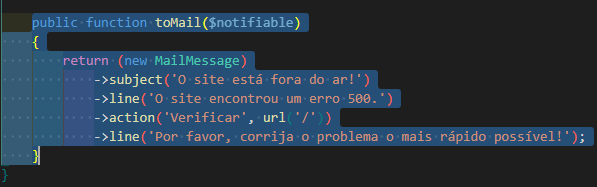 public function toMail($notifiable)
{
return (new MailMessage)
->subject('O site está fora do ar!')
->line('O site encontrou um erro 500.')
->action('Verificar', url('/'))
->line('Por favor, corrija o problema o mais rápido possível!');
}
}